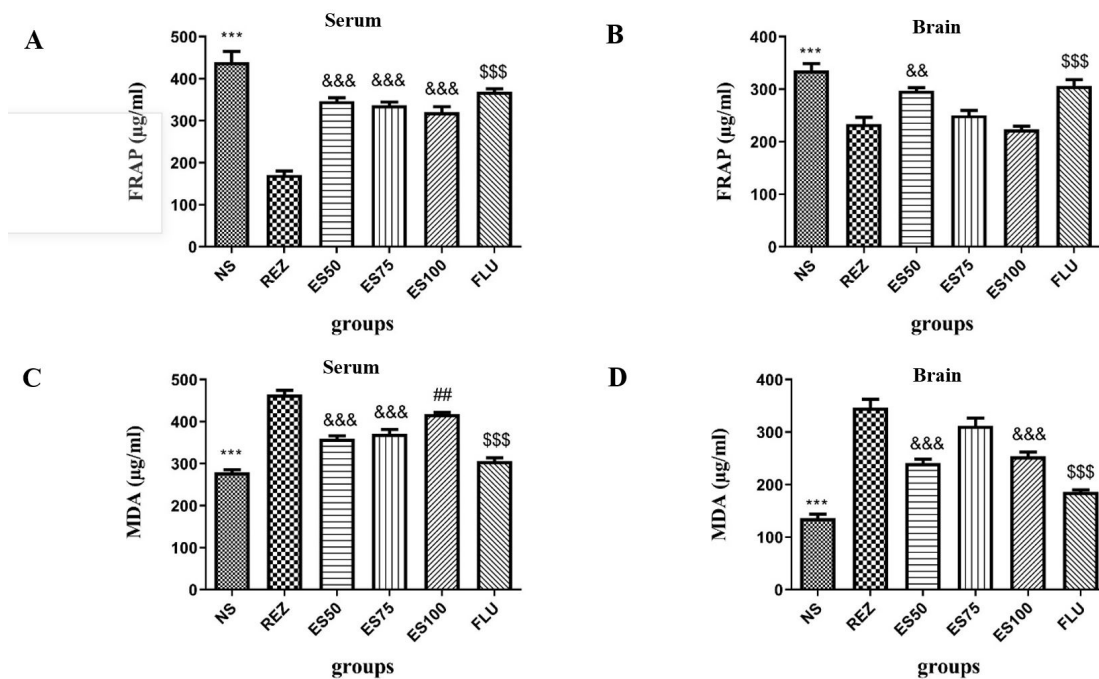 A
Serum
FRAP (µg/ml)
500
400
300
200
100
0
***
&&&
&&&
&&&
$$$
NS
REZ
ES50
ES75
ES100
FLU
groups
B
Brain
FRAP (µg/ml)
400
300
200
100
0
***
&&
$$$
NS
REZ
ES50
ES75
ES100
FLU
groups
C
Serum
MDA (µg/ml)
500
400
300
200
100
0
***
&&&
&&&
##
$$$
NS
REZ
ES50
ES75
ES100
FLU
groups
D
Brain
MDA (µg/ml)
400
300
200
100
0
***
&&&
&&&
$$$
NS
REZ
ES50
ES75
ES100
FLU
groups